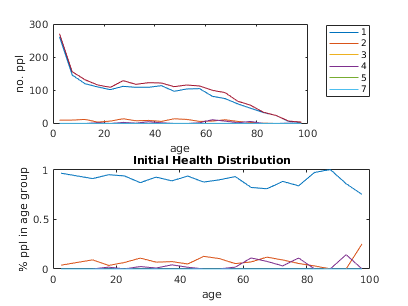 300
200
100
0
no. ppl
0 20 40 60 80 100
age
1
2
3
4
5
7
Initial Health Distribution
1
0.5
0
% ppl in age group
0 20 40 60 80 100
age